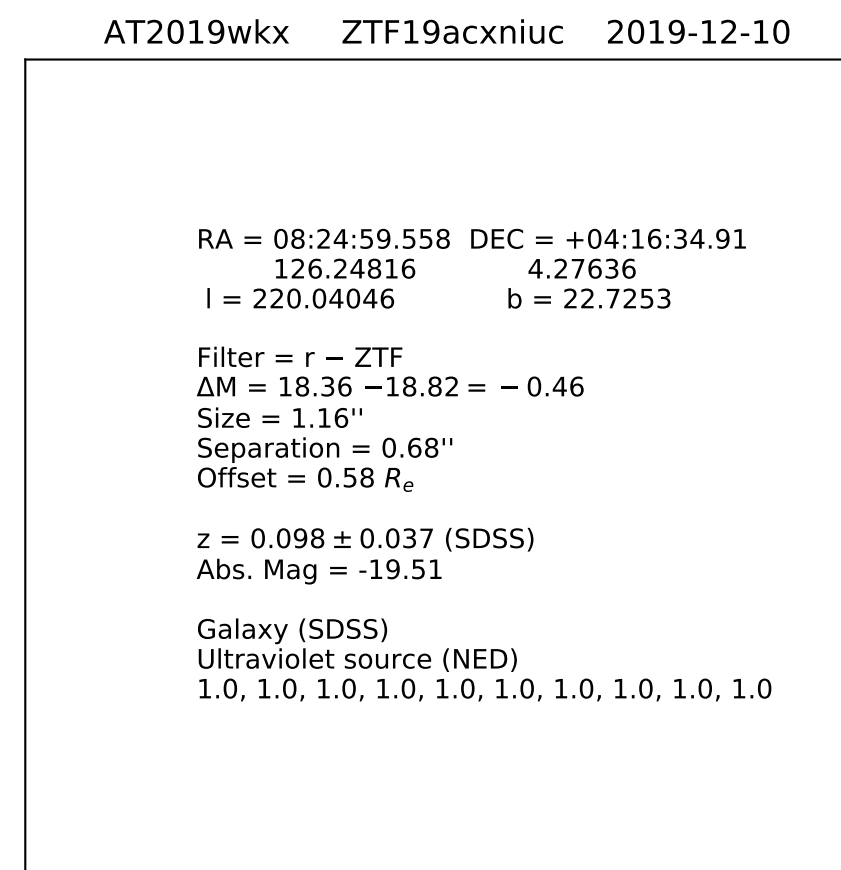 AT2019wkx ZTF19acxniuc 2019-12-10
RA = 08:24:59.558 DEC = +04:16:34.91
126.24816 4.27636
l = 220.04046 b = 22.7253
Filter = r − ZTF
ΔM = 18.36 −18.82 = − 0.46
Size = 1.16''
Separation = 0.68''
Offset = 0.58 Rₑ
z = 0.098 ± 0.037 (SDSS)
Abs. Mag = -19.51
Galaxy (SDSS)
Ultraviolet source (NED)
1.0, 1.0, 1.0, 1.0, 1.0, 1.0, 1.0, 1.0, 1.0, 1.0